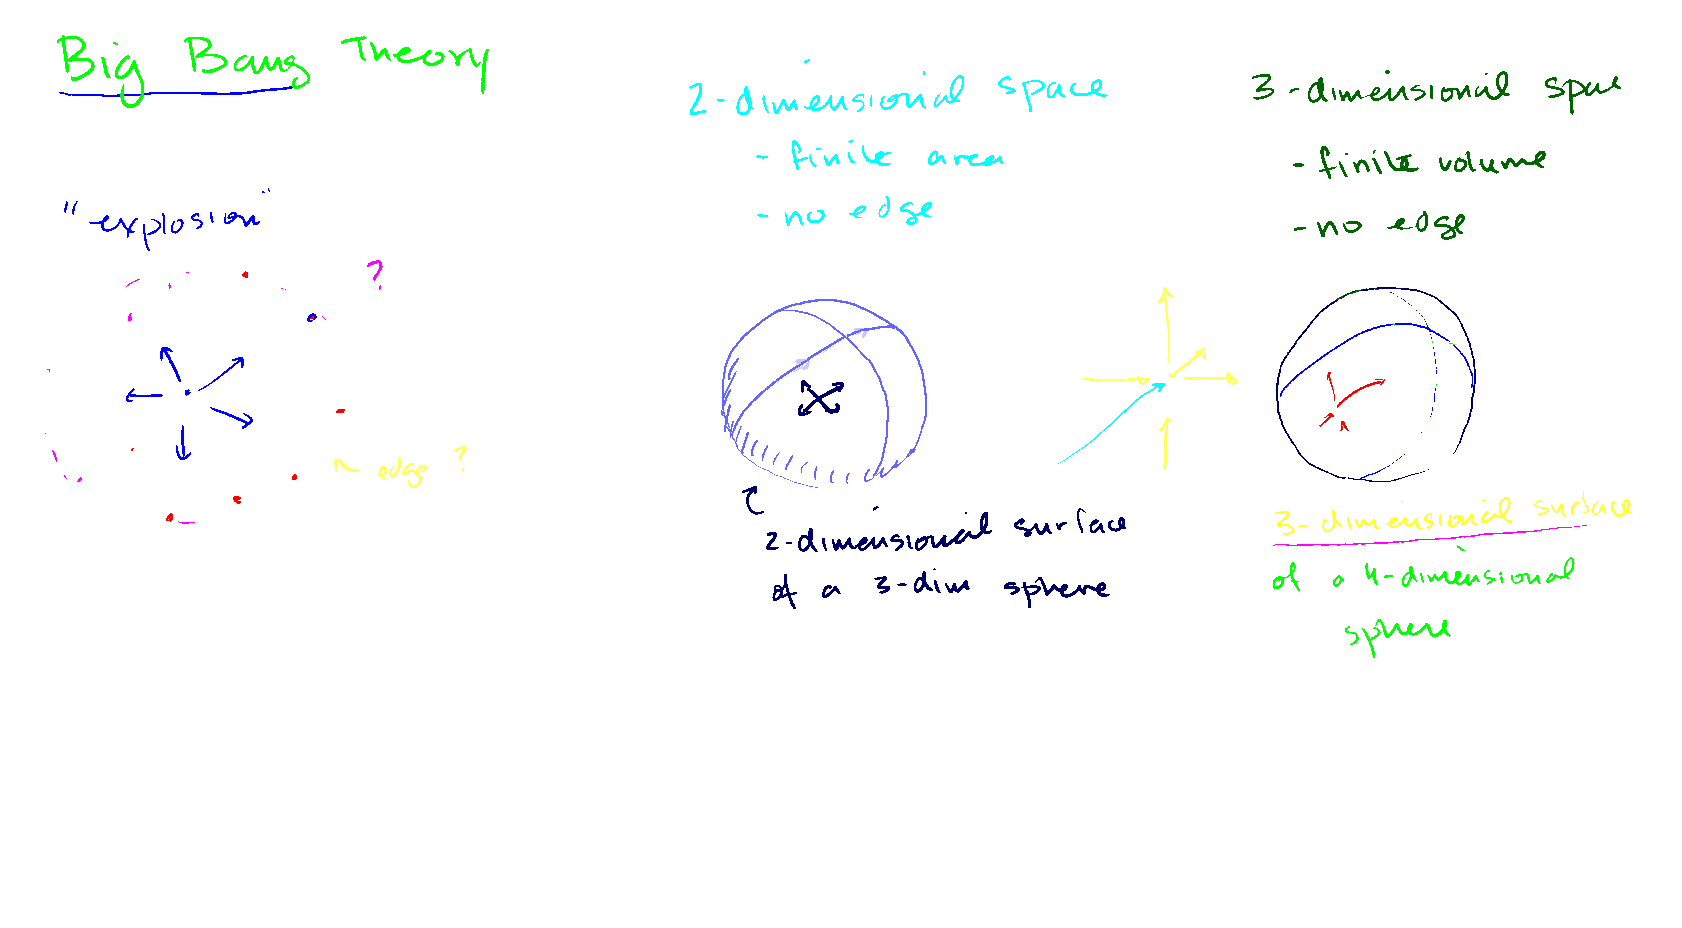 Big Bang Theory
"explosion"
?
edge ?
2-dimensional space
- finite area
- no edge
2-dimensional surface
of a 3-dim sphere
3-dimensional space
- finite volume
- no edge
3-dimensional surface
of a 4-dimensional
sphere